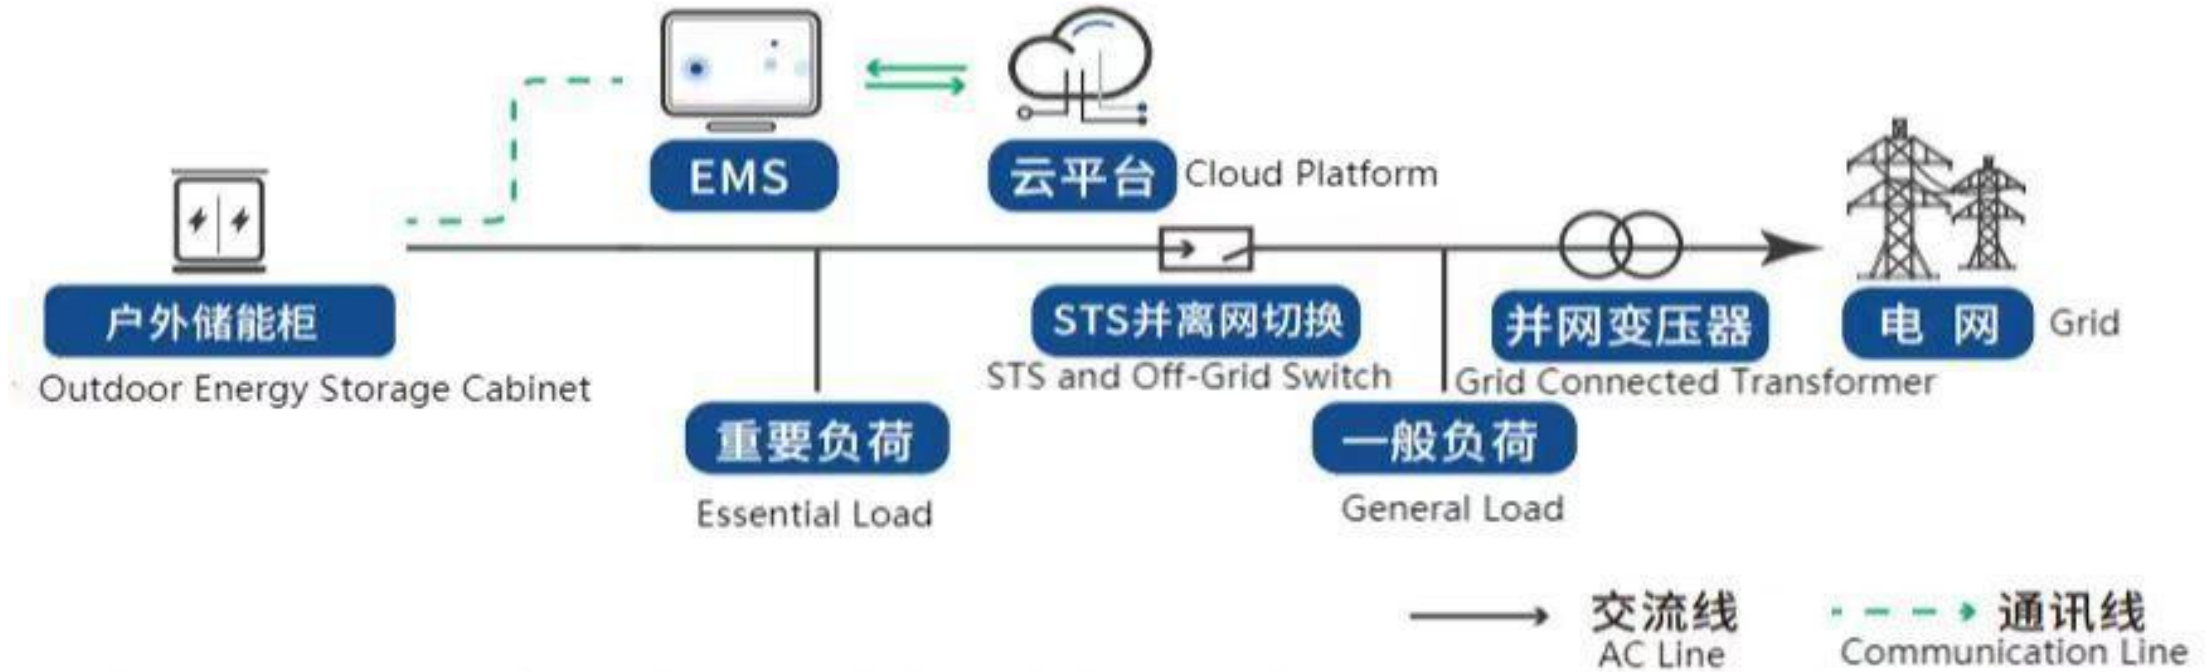 EMS
云平台 Cloud Platform
户外储能柜
Outdoor Energy Storage Cabinet
STS并离网切换
STS and Off-Grid Switch
并网变压器
Grid Connected Transformer
电 网 Grid
重要负荷
Essential Load
一般负荷
General Load
交流线
AC Line
通讯线
Communication Line